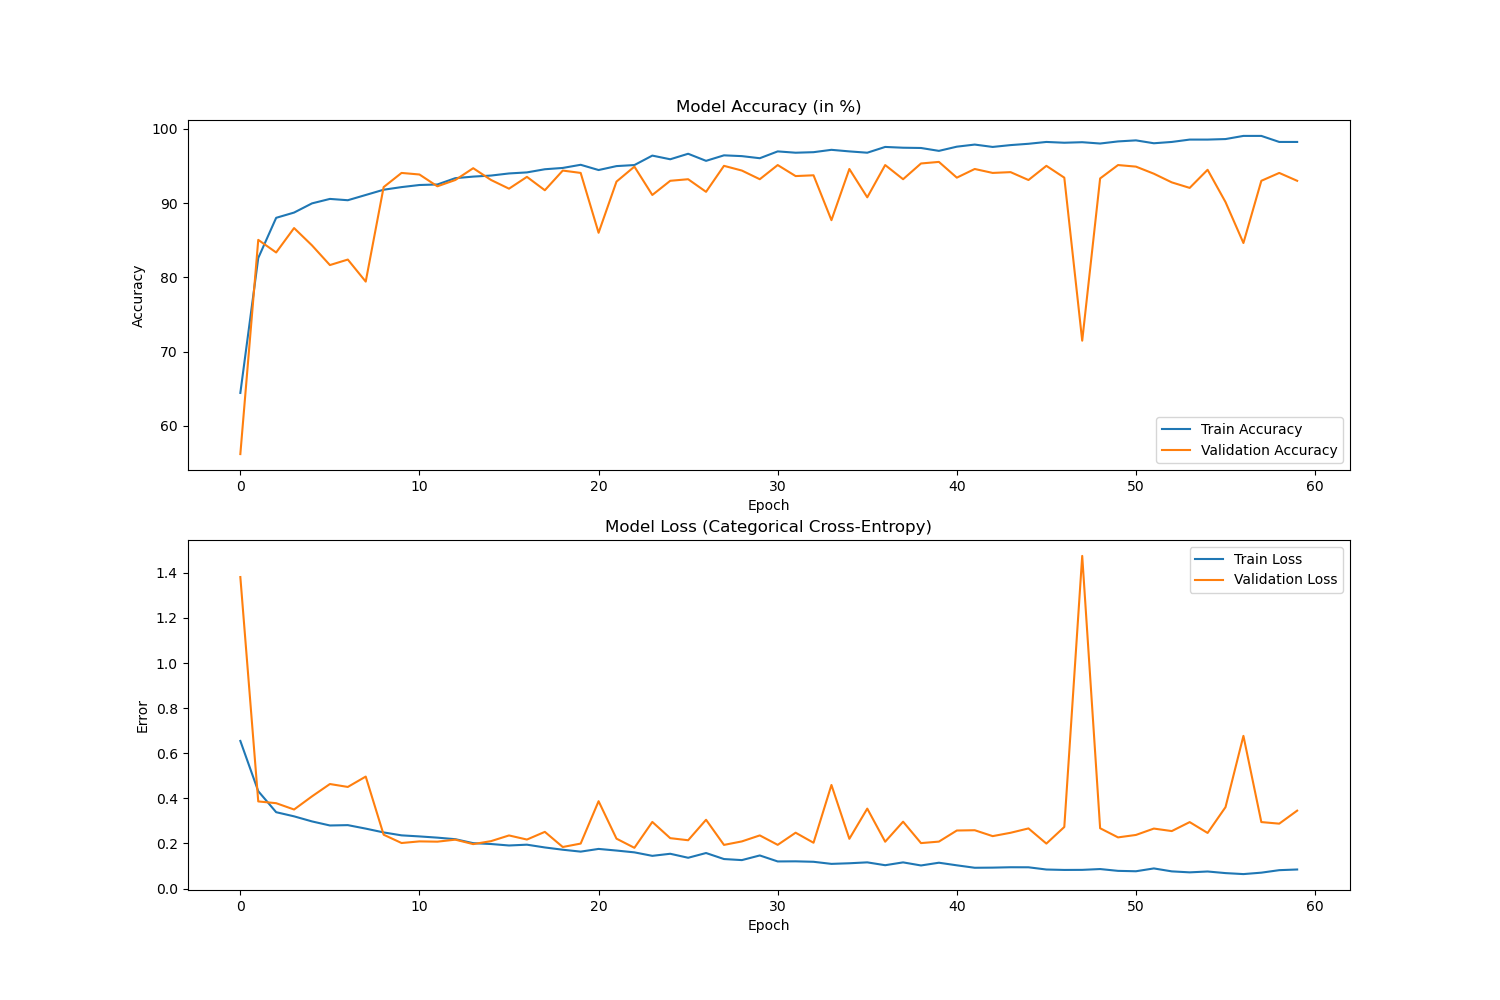 Model Accuracy (in %)
100
90
80
70
60
Accuracy
Train Accuracy
Validation Accuracy
0 10 20 30 40 50 60
Epoch
Model Loss (Categorical Cross-Entropy)
Train Loss
Validation Loss
1.4
1.2
1.0
0.8
0.6
0.4
0.2
0.0
Error
0 10 20 30 40 50 60
Epoch